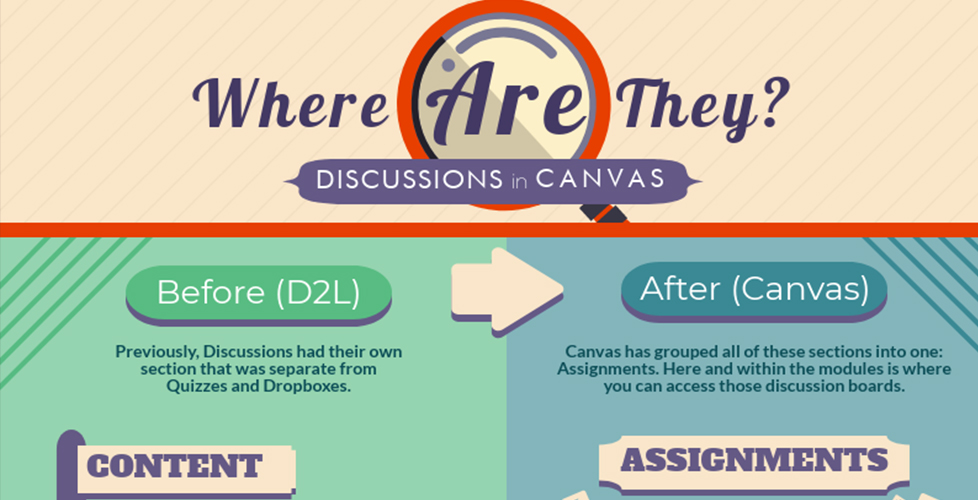 Where Are They?
DISCUSSIONS in CANVAS
Before (D2L)
Previously, Discussions had their own
section that was separate from
Quizzes and Dropboxes.
CONTENT
After (Canvas)
Canvas has grouped all of these sections into one:
Assignments. Here and within the modules is where
you can access those discussion boards.
ASSIGNMENTS